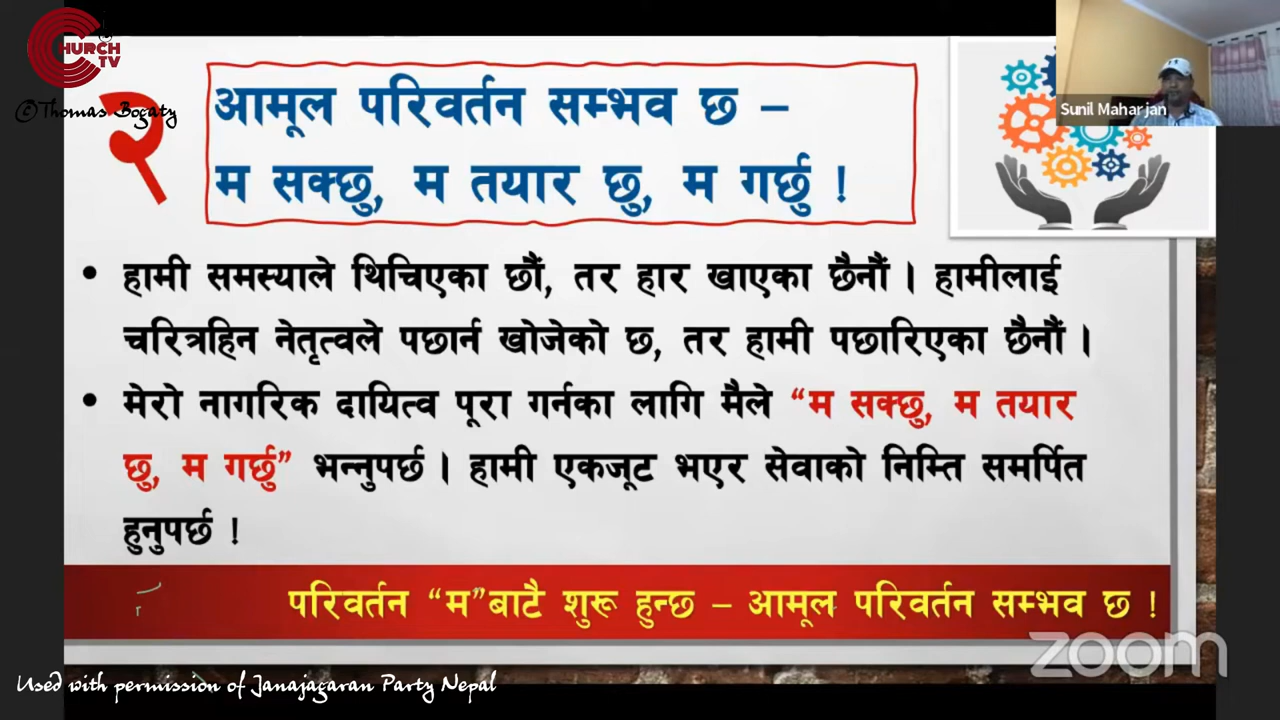 CHURCH
TV
©Thomas Bogaty
Sunil Maharjan
२
आमूल परिवर्तन सम्भव छ –
म सक्छु, म तयार छु, म गर्छु !
• हामी समस्याले थिचिएका छौं, तर हार खाएका छैनौं । हामीलाई
चरित्रहिन नेतृत्वले पछार्न खोजेको छ, तर हामी पछारिएका छैनौं ।
• मेरो नागरिक दायित्व पूरा गर्नका लागि मैले “म सक्छु, म तयार
छु, म गर्छु” भन्नुपर्छ । हामी एकजूट भएर सेवाको निम्ति समर्पित
हुनुपर्छ !
परिवर्तन “म”बाटै शुरू हुन्छ – आमूल परिवर्तन सम्भव छ !
zoom
Used with permission of Janajagaran Party Nepal